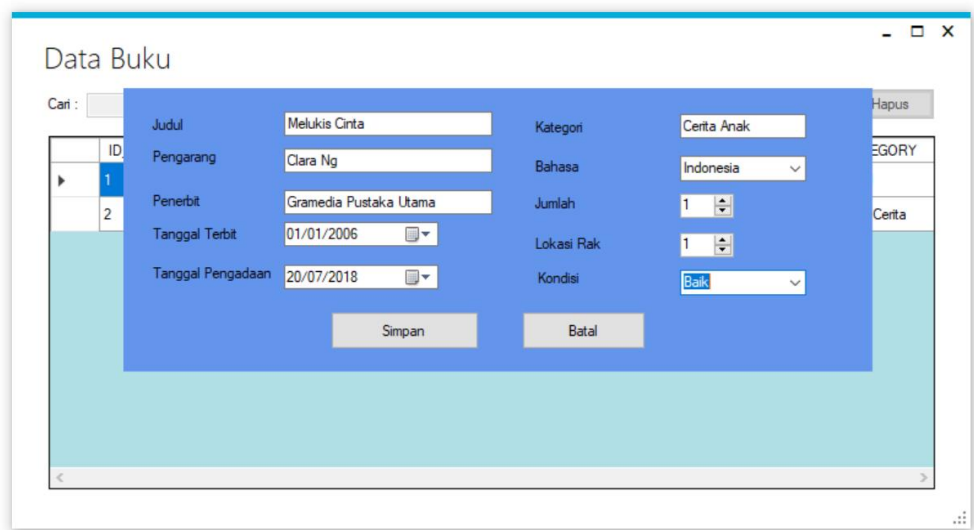 Data Buku
Cari :
Hapus
Judul Melukis Cinta Kategori Cerita Anak
Pengarang Clara Ng Bahasa Indonesia
Penerbit Gramedia Pustaka Utama Jumlah 1
Tanggal Terbit 01/01/2006 Lokasi Rak 1
Tanggal Pengadaan 20/07/2018 Kondisi Baik
Simpan Batal
ID EGORY
1
2 Cerita